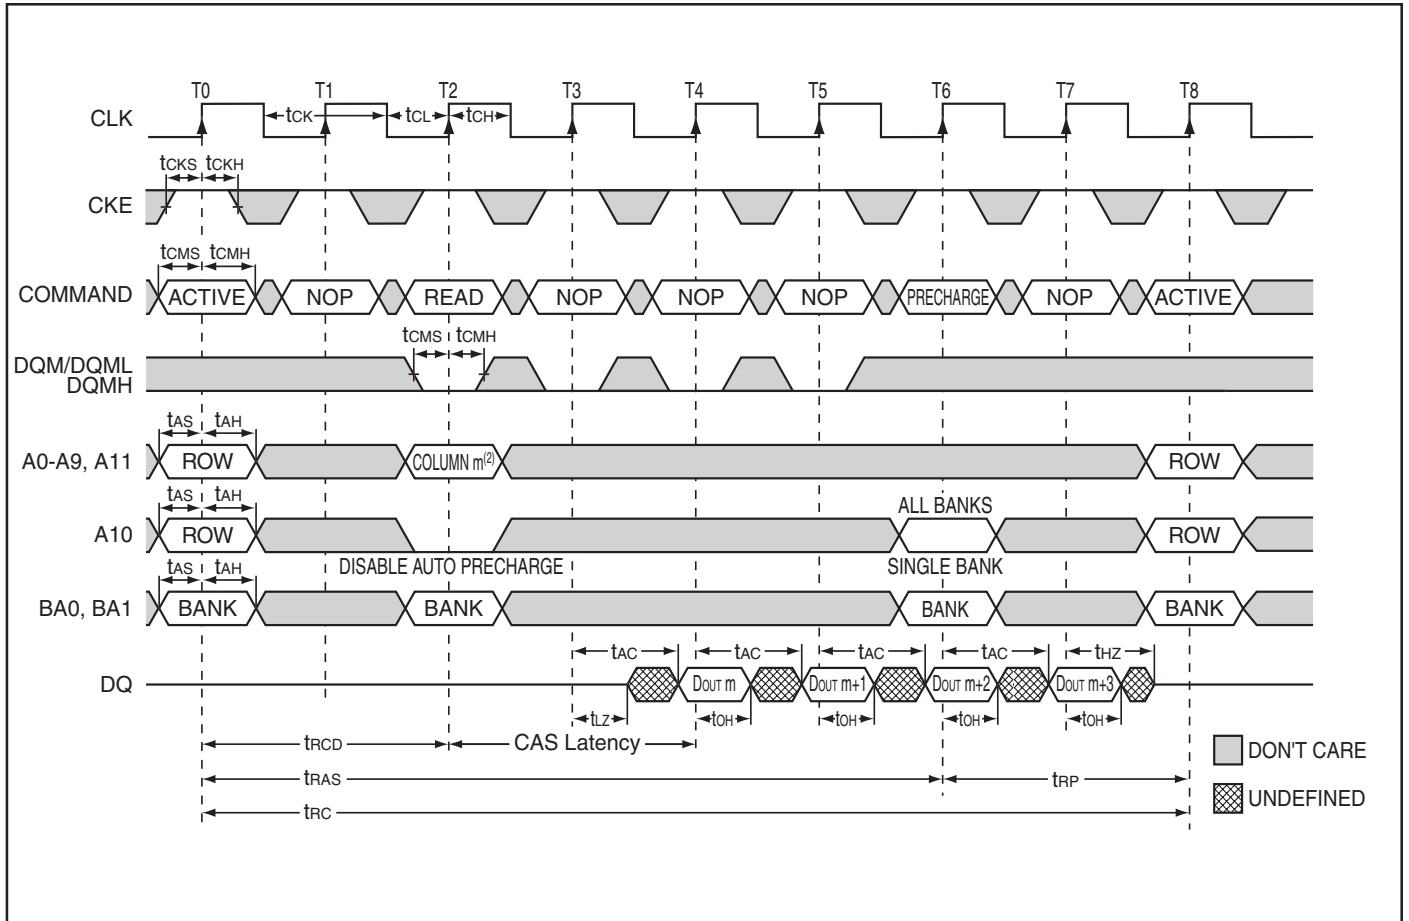 T0 T1 T2 T3 T4 T5 T6 T7 T8
CLK tCK tCL tCH
tCKS tCKH
CKE
tCMS tCMH
COMMAND ACTIVE NOP READ NOP NOP NOP PRECHARGE NOP ACTIVE
tCMS tCMH
DQM/DQML
DQMH
tAS tAH
A0-A9, A11 ROW COLUMN m(2) ROW
tAS tAH ALL BANKS
A10 ROW ROW
DISABLE AUTO PRECHARGE SINGLE BANK
tAS tAH
BA0, BA1 BANK BANK BANK BANK
tAC tAC tAC tAC tHZ
DQ DOUT m DOUT m+1 DOUT m+2 DOUT m+3
tLZ tOH tOH tOH tOH
tRCD CAS Latency
DON'T CARE
tRAS tRP
UNDEFINED
tRC